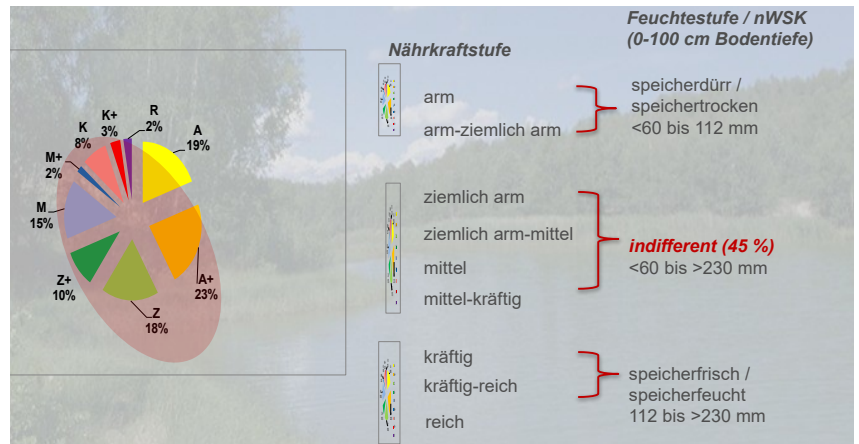 Feuchtestufe / nWSK
(0-100 cm Bodentiefe)
Nährkraftstufe
R
2%
K+
3%
K
8%
A
19%
M+
2%
M
15%
Z+
10%
Z
18%
A+
23%
arm
arm-ziemlich arm
speicherdürr /
speichertrocken
<60 bis 112 mm
ziemlich arm
ziemlich arm-mittel
mittel
mittel-kräftig
indifferent (45 %)
<60 bis >230 mm
kräftig
kräftig-reich
reich
speicherfrisch /
speicherfeucht
112 bis >230 mm